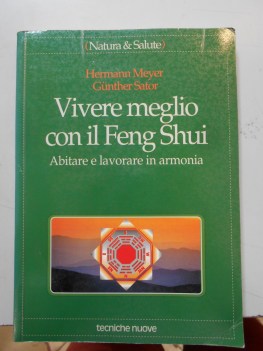 (Natura & Salute)
Hermann Meyer
Günther Sator
Vivere meglio
con il Feng Shui
Abitare e lavorare in armonia
tecniche nuove